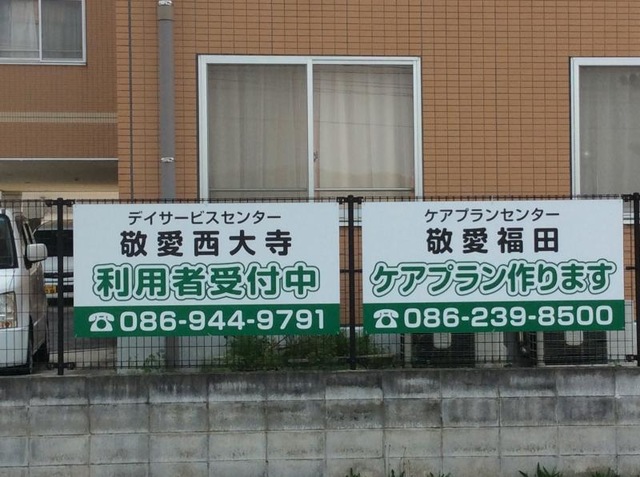 デイサービスセンター
敬愛西大寺
利用者受付中
☎086-944-9791
ケアプランセンター
敬愛福田
ケアプラン作ります
☎086-239-8500